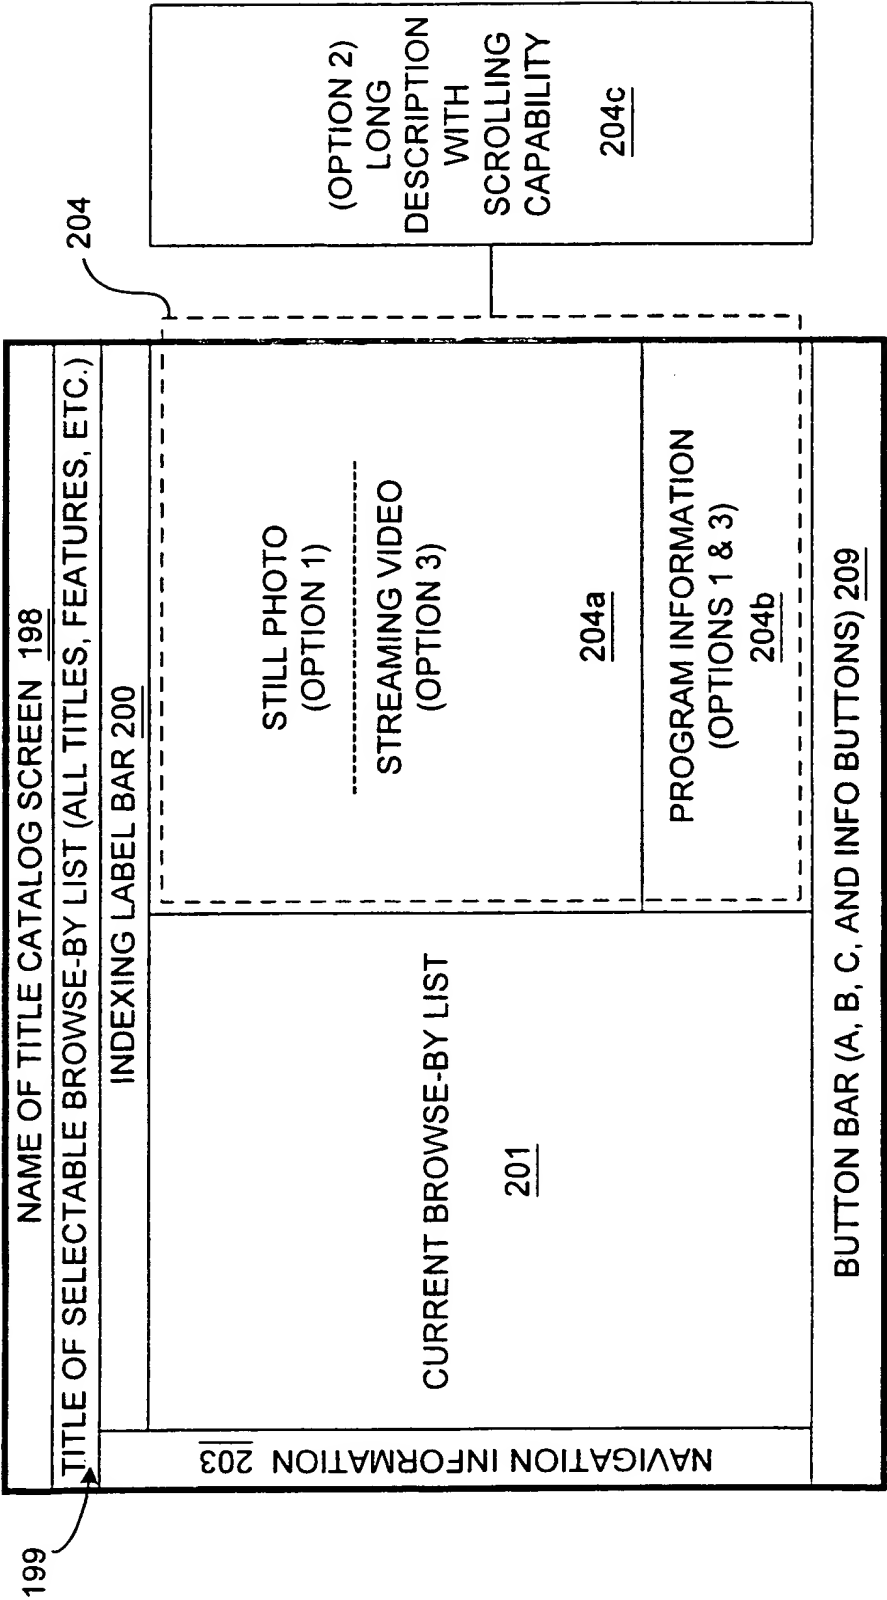 NAME OF TITLE CATALOG SCREEN 198
199
TITLE OF SELECTABLE BROWSE-BY LIST (ALL TITLES, FEATURES, ETC.)
INDEXING LABEL BAR 200
204
NAVIGATION INFORMATION 203
CURRENT BROWSE-BY LIST
201
STILL PHOTO
(OPTION 1)
STREAMING VIDEO
(OPTION 3)
204a
PROGRAM INFORMATION
(OPTIONS 1 & 3)
204b
(OPTION 2)
LONG
DESCRIPTION
WITH
SCROLLING
CAPABILITY
204c
BUTTON BAR (A, B, C, AND INFO BUTTONS) 209